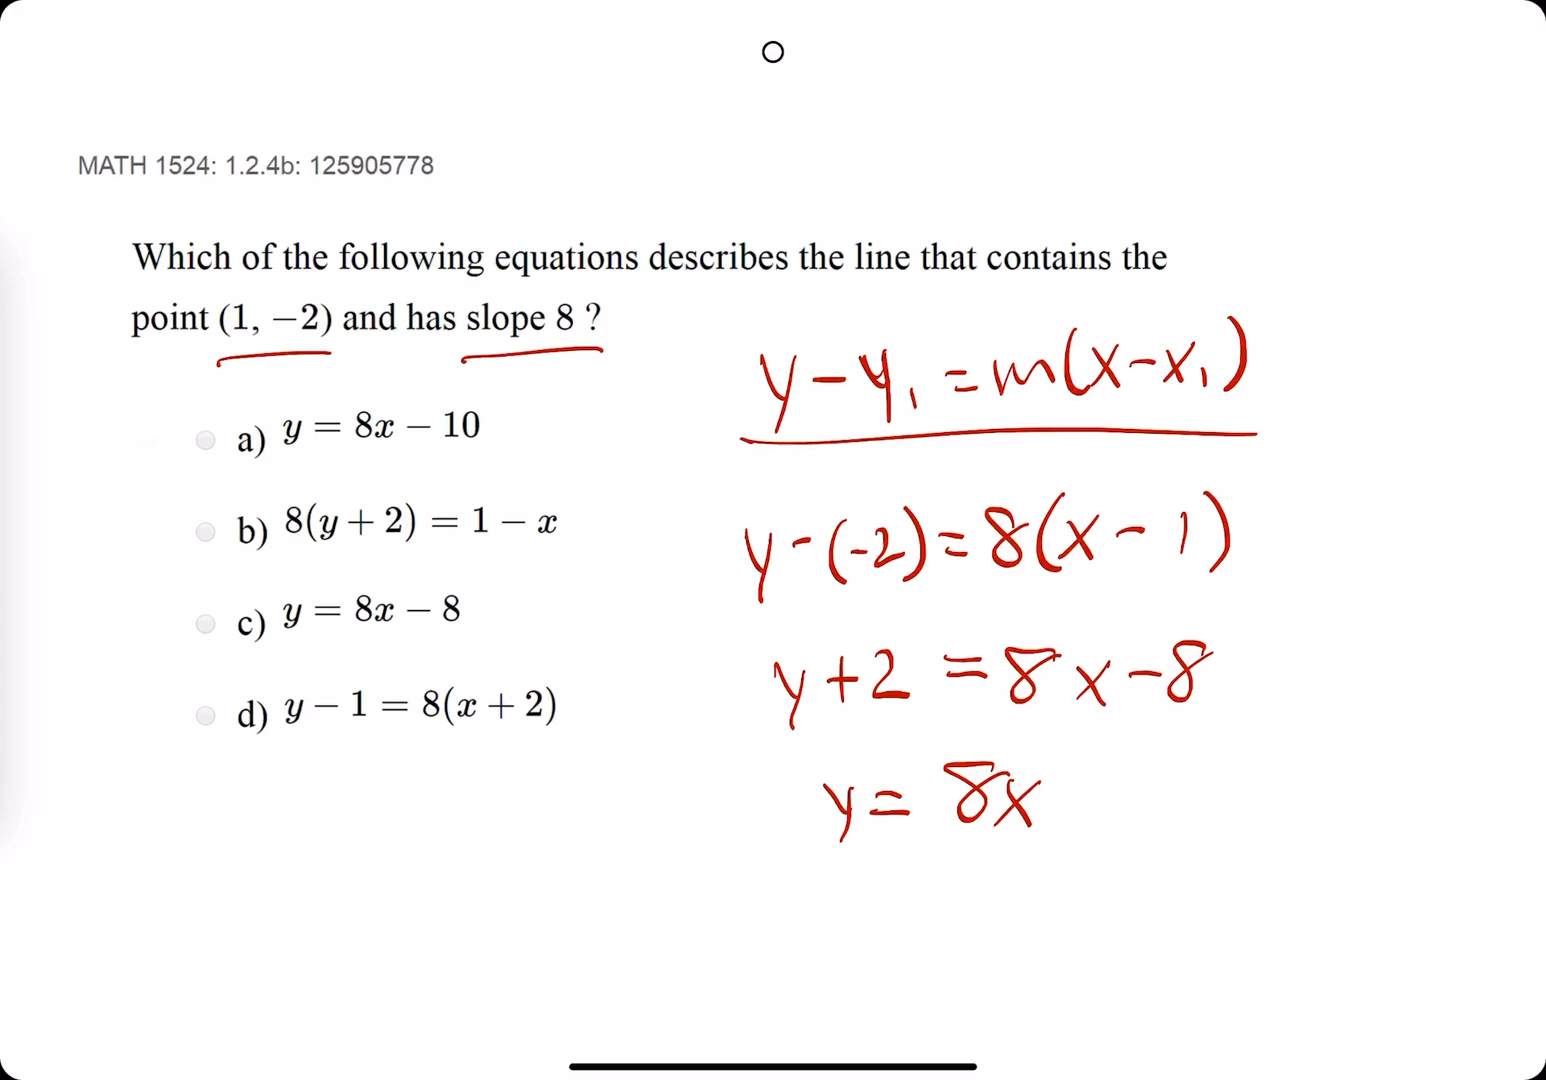 MATH 1524: 1.2.4b: 125905778
Which of the following equations describes the line that contains the
point (1, −2) and has slope 8 ?
a) y = 8x − 10
b) 8(y + 2) = 1 − x
c) y = 8x − 8
d) y − 1 = 8(x + 2)
y − y₁ = m(x − x₁)
y − (−2) = 8(x − 1)
y + 2 = 8x − 8
y = 8x